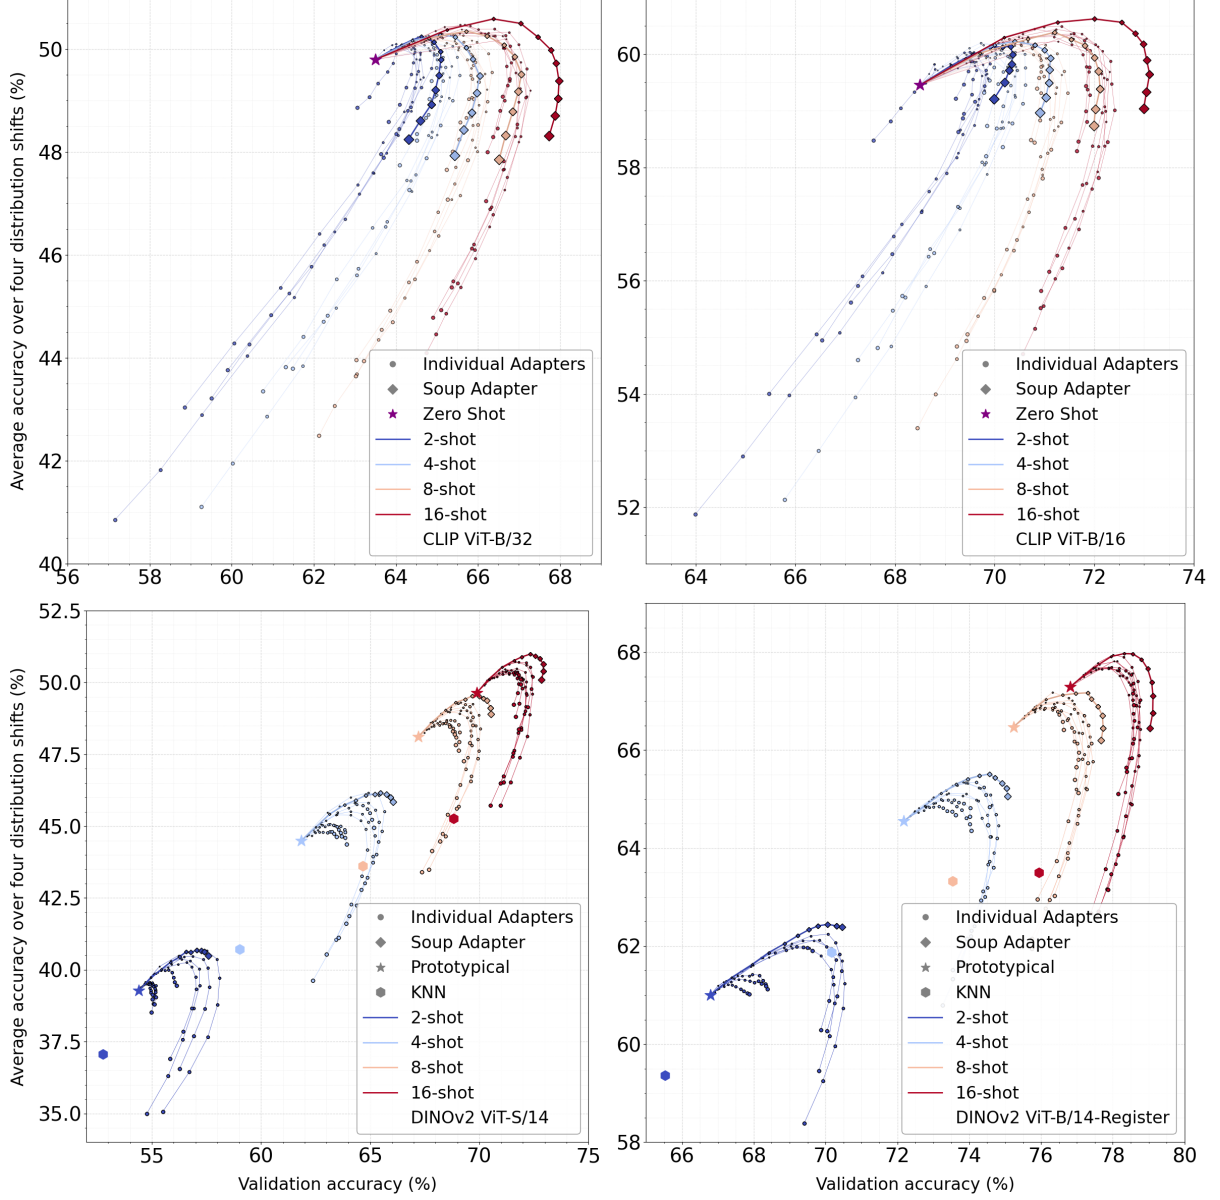 Average accuracy over four distribution shifts (%)
50
48
46
44
42
40
56
58
60
62
64
66
68
Individual Adapters
Soup Adapter
Zero Shot
2-shot
4-shot
8-shot
16-shot
CLIP ViT-B/32
60
58
56
54
52
64
66
68
70
72
74
Individual Adapters
Soup Adapter
Zero Shot
2-shot
4-shot
8-shot
16-shot
CLIP ViT-B/16
Average accuracy over four distribution shifts (%)
52.5
50.0
47.5
45.0
42.5
40.0
37.5
35.0
55
60
65
70
75
Validation accuracy (%)
Individual Adapters
Soup Adapter
Prototypical
KNN
2-shot
4-shot
8-shot
16-shot
DINOv2 ViT-S/14
68
66
64
62
60
58
66
68
70
72
74
76
78
80
Validation accuracy (%)
Individual Adapters
Soup Adapter
Prototypical
KNN
2-shot
4-shot
8-shot
16-shot
DINOv2 ViT-B/14-Register